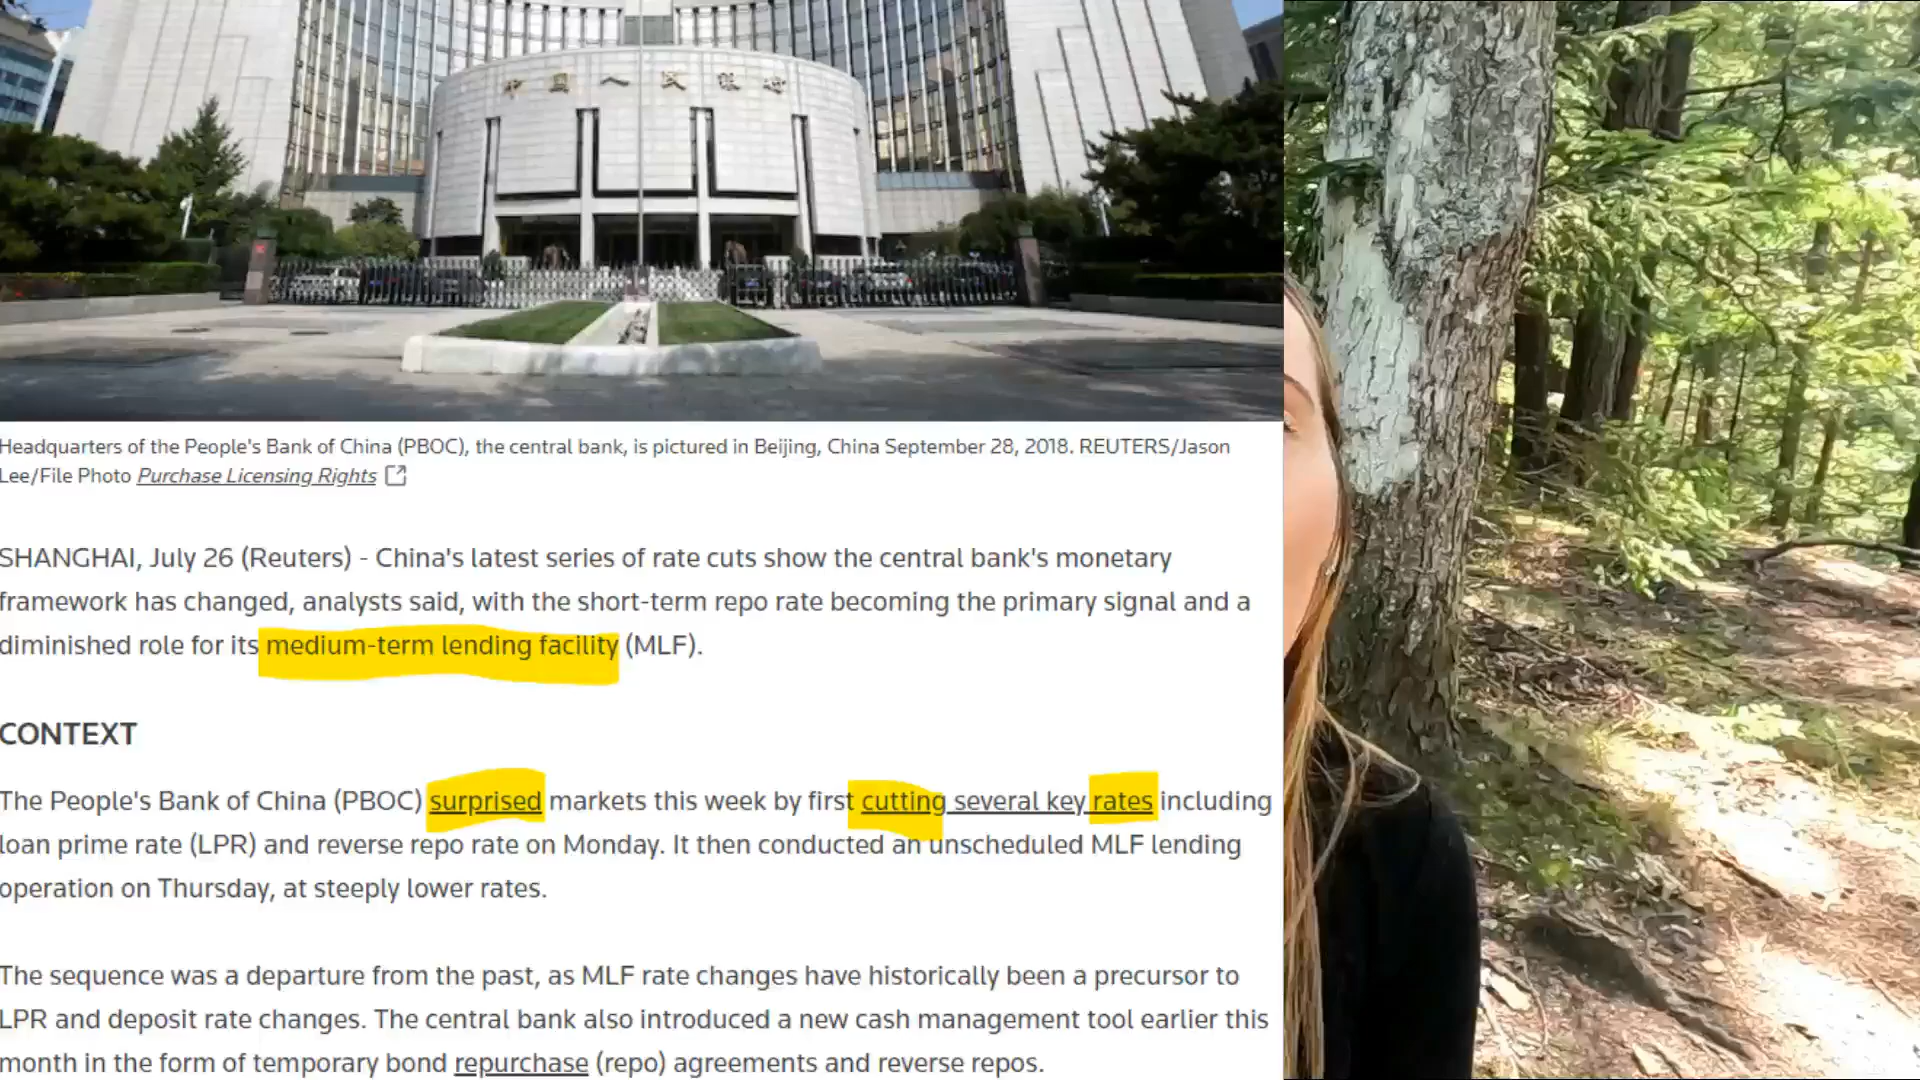 中国人民银行
Headquarters of the People's Bank of China (PBOC), the central bank, is pictured in Beijing, China September 28, 2018. REUTERS/Jason
Lee/File Photo Purchase Licensing Rights
SHANGHAI, July 26 (Reuters) - China's latest series of rate cuts show the central bank's monetary
framework has changed, analysts said, with the short-term repo rate becoming the primary signal and a
diminished role for its medium-term lending facility (MLF).
CONTEXT
The People's Bank of China (PBOC) surprised markets this week by first cutting several key rates including
loan prime rate (LPR) and reverse repo rate on Monday. It then conducted an unscheduled MLF lending
operation on Thursday, at steeply lower rates.
The sequence was a departure from the past, as MLF rate changes have historically been a precursor to
LPR and deposit rate changes. The central bank also introduced a new cash management tool earlier this
month in the form of temporary bond repurchase (repo) agreements and reverse repos.